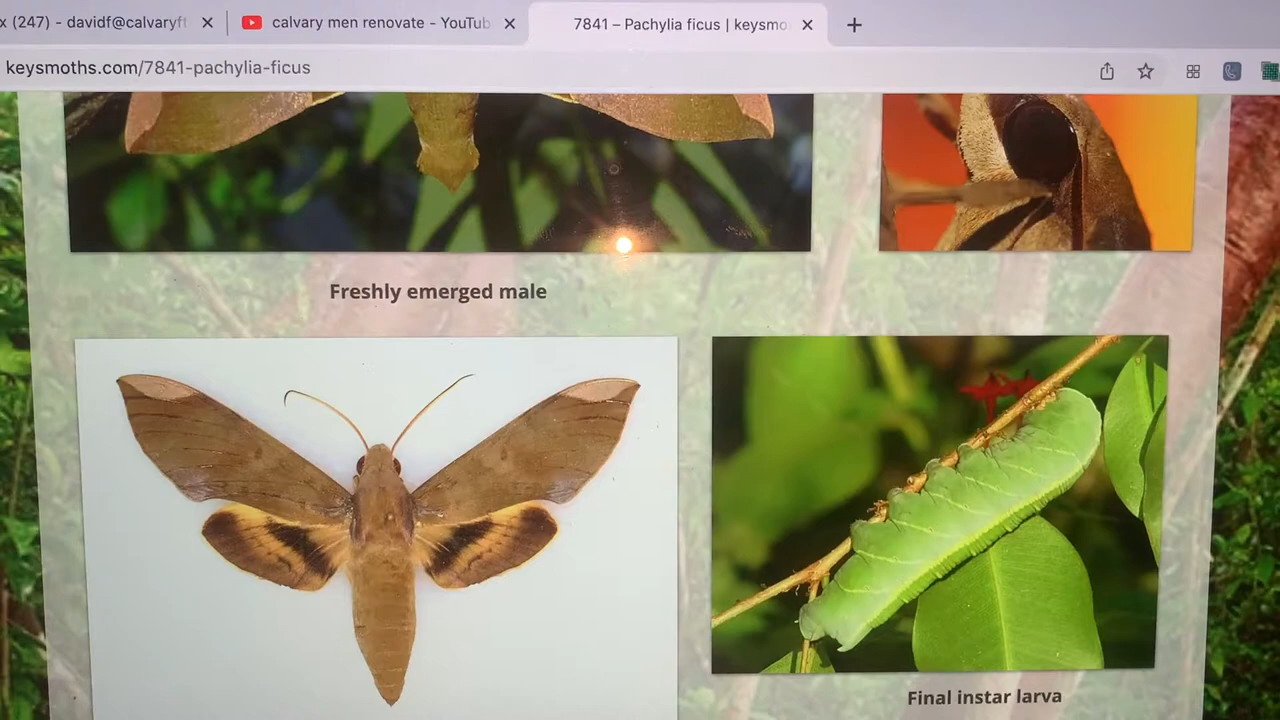 x (247) - davidf@calvaryft
calvary men renovate - YouTub
7841 – Pachylia ficus | keysmo
keysmoths.com/7841-pachylia-ficus
Freshly emerged male
Final instar larva